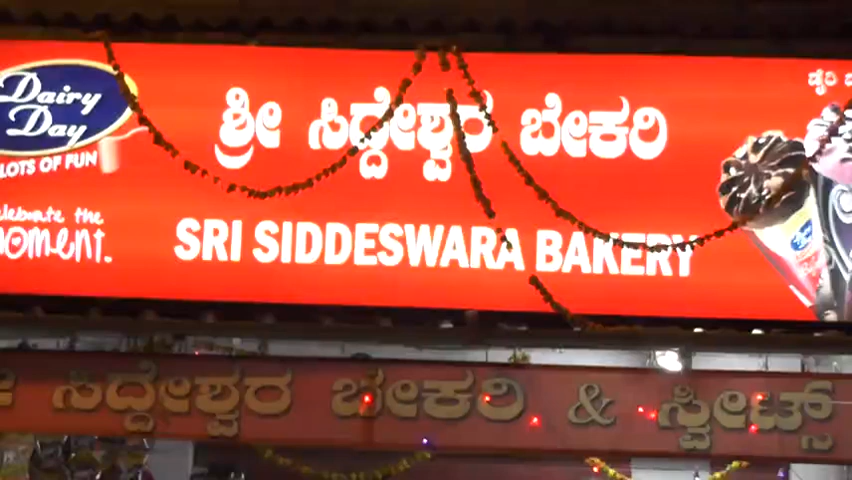 Dairy Day
LOTS OF FUN
celebrate the
moment.
ಶ್ರೀ ಸಿದ್ದೇಶ್ವರ ಬೇಕರಿ
SRI SIDDESWARA BAKERY
ಡೈರಿ
ಸಿದ್ದೇಶ್ವರ ಬೇಕರಿ & ಸ್ವೀಟ್ಸ್